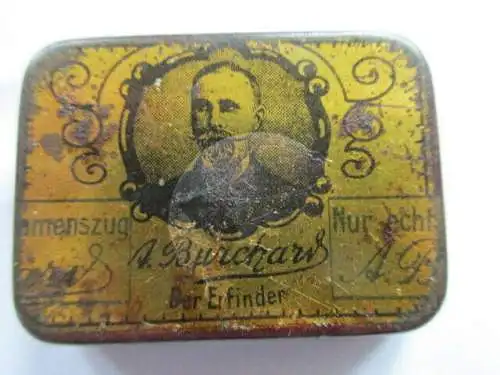 amenszug
Nur echt
A. Burchard
A. B
Der Erfinder